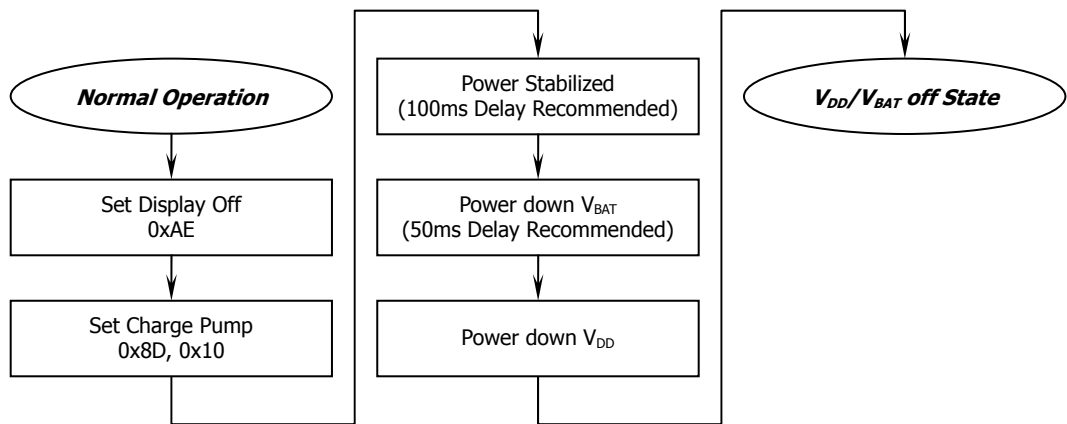 Normal Operation
Set Display Off
0xAE
Set Charge Pump
0x8D, 0x10
Power Stabilized
(100ms Delay Recommended)
Power down VBAT
(50ms Delay Recommended)
Power down VDD
VDD/VBAT off State